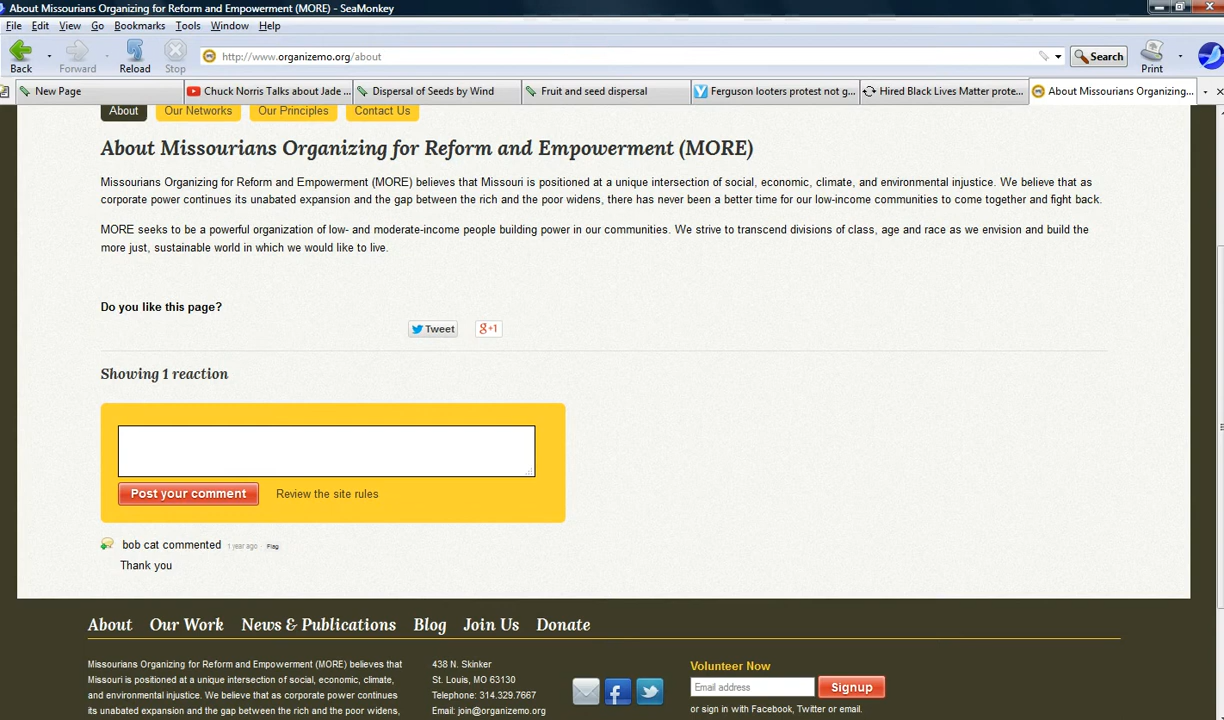 About Missourians Organizing for Reform and Empowerment (MORE) - SeaMonkey
File Edit View Go Bookmarks Tools Window Help
Back Forward Reload Stop http://www.organizemo.org/about Search Print
New Page Chuck Norris Talks about Jade ... Dispersal of Seeds by Wind Fruit and seed dispersal Ferguson looters protest not g... Hired Black Lives Matter prote... About Missourians Organizing...
About Our Networks Our Principles Contact Us
About Missourians Organizing for Reform and Empowerment (MORE)
Missourians Organizing for Reform and Empowerment (MORE) believes that Missouri is positioned at a unique intersection of social, economic, climate, and environmental injustice. We believe that as
corporate power continues its unabated expansion and the gap between the rich and the poor widens, there has never been a better time for our low-income communities to come together and fight back.
MORE seeks to be a powerful organization of low- and moderate-income people building power in our communities. We strive to transcend divisions of class, age and race as we envision and build the
more just, sustainable world in which we would like to live.
Do you like this page?
Tweet g+1
Showing 1 reaction
Post your comment Review the site rules
bob cat commented 1 year ago Flag
Thank you
About Our Work News & Publications Blog Join Us Donate
Missourians Organizing for Reform and Empowerment (MORE) believes that
Missouri is positioned at a unique intersection of social, economic, climate,
and environmental injustice. We believe that as corporate power continues
its unabated expansion and the gap between the rich and the poor widens,
438 N. Skinker
St. Louis, MO 63130
Telephone: 314.329.7667
Email: join@organizemo.org
Volunteer Now
Email address Signup
or sign in with Facebook, Twitter or email.